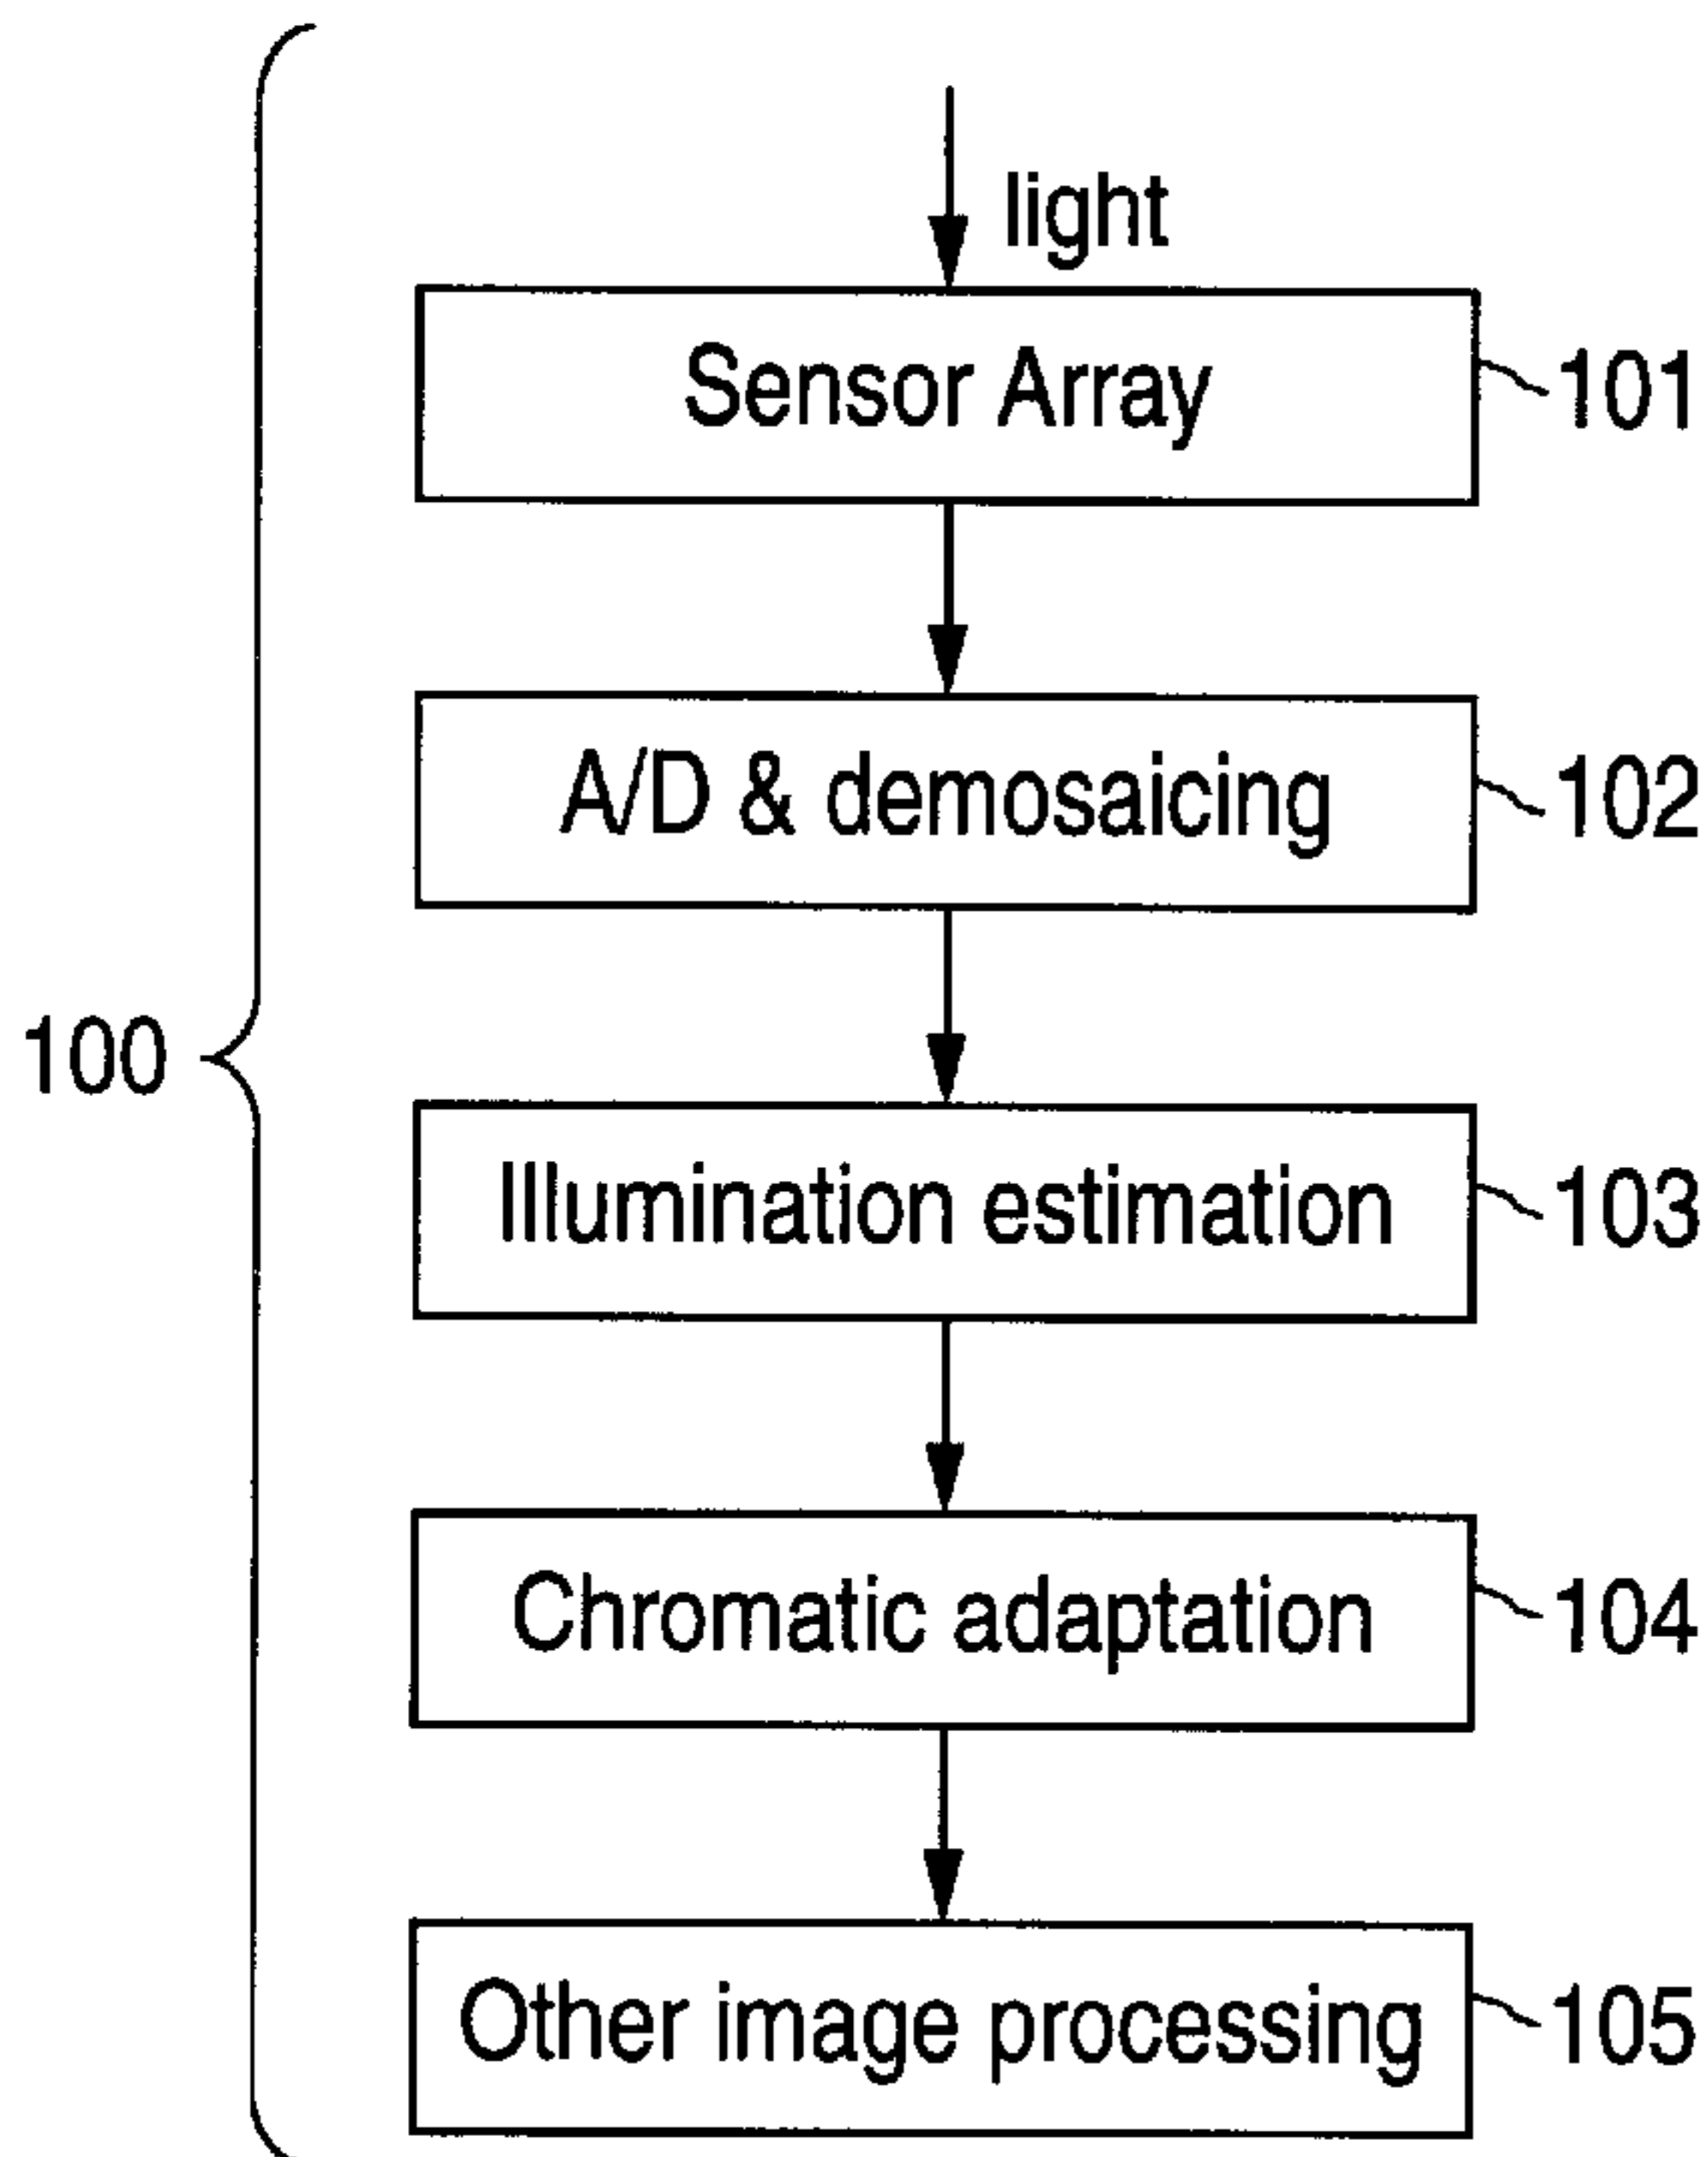 light
Sensor Array
101
A/D & demosaicing
102
100
Illumination estimation
103
Chromatic adaptation
104
Other image processing
105